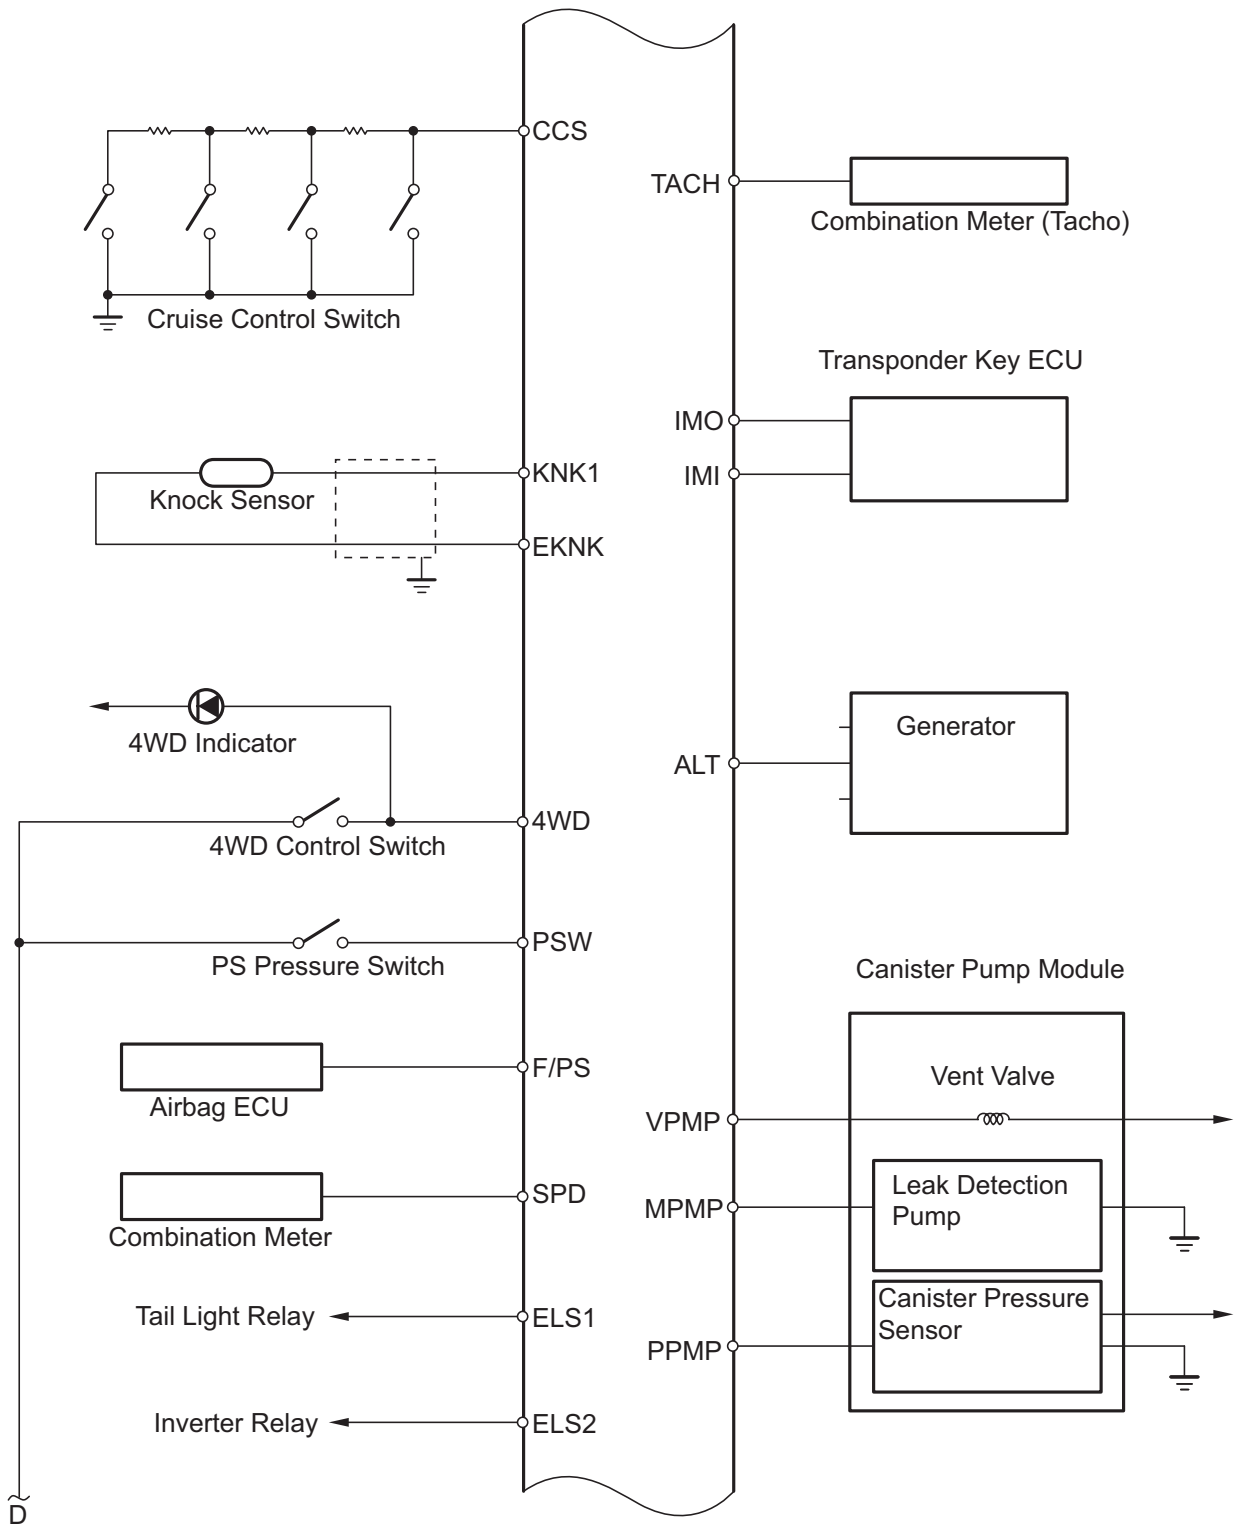 CCS
Cruise Control Switch
KNK1
Knock Sensor
EKNK
4WD Indicator
4WD
4WD Control Switch
PSW
PS Pressure Switch
F/PS
Airbag ECU
SPD
Combination Meter
Tail Light Relay
ELS1
Inverter Relay
ELS2
D
TACH
Combination Meter (Tacho)
Transponder Key ECU
IMO
IMI
Generator
ALT
Canister Pump Module
Vent Valve
VPMP
Leak Detection
Pump
MPMP
Canister Pressure
Sensor
PPMP